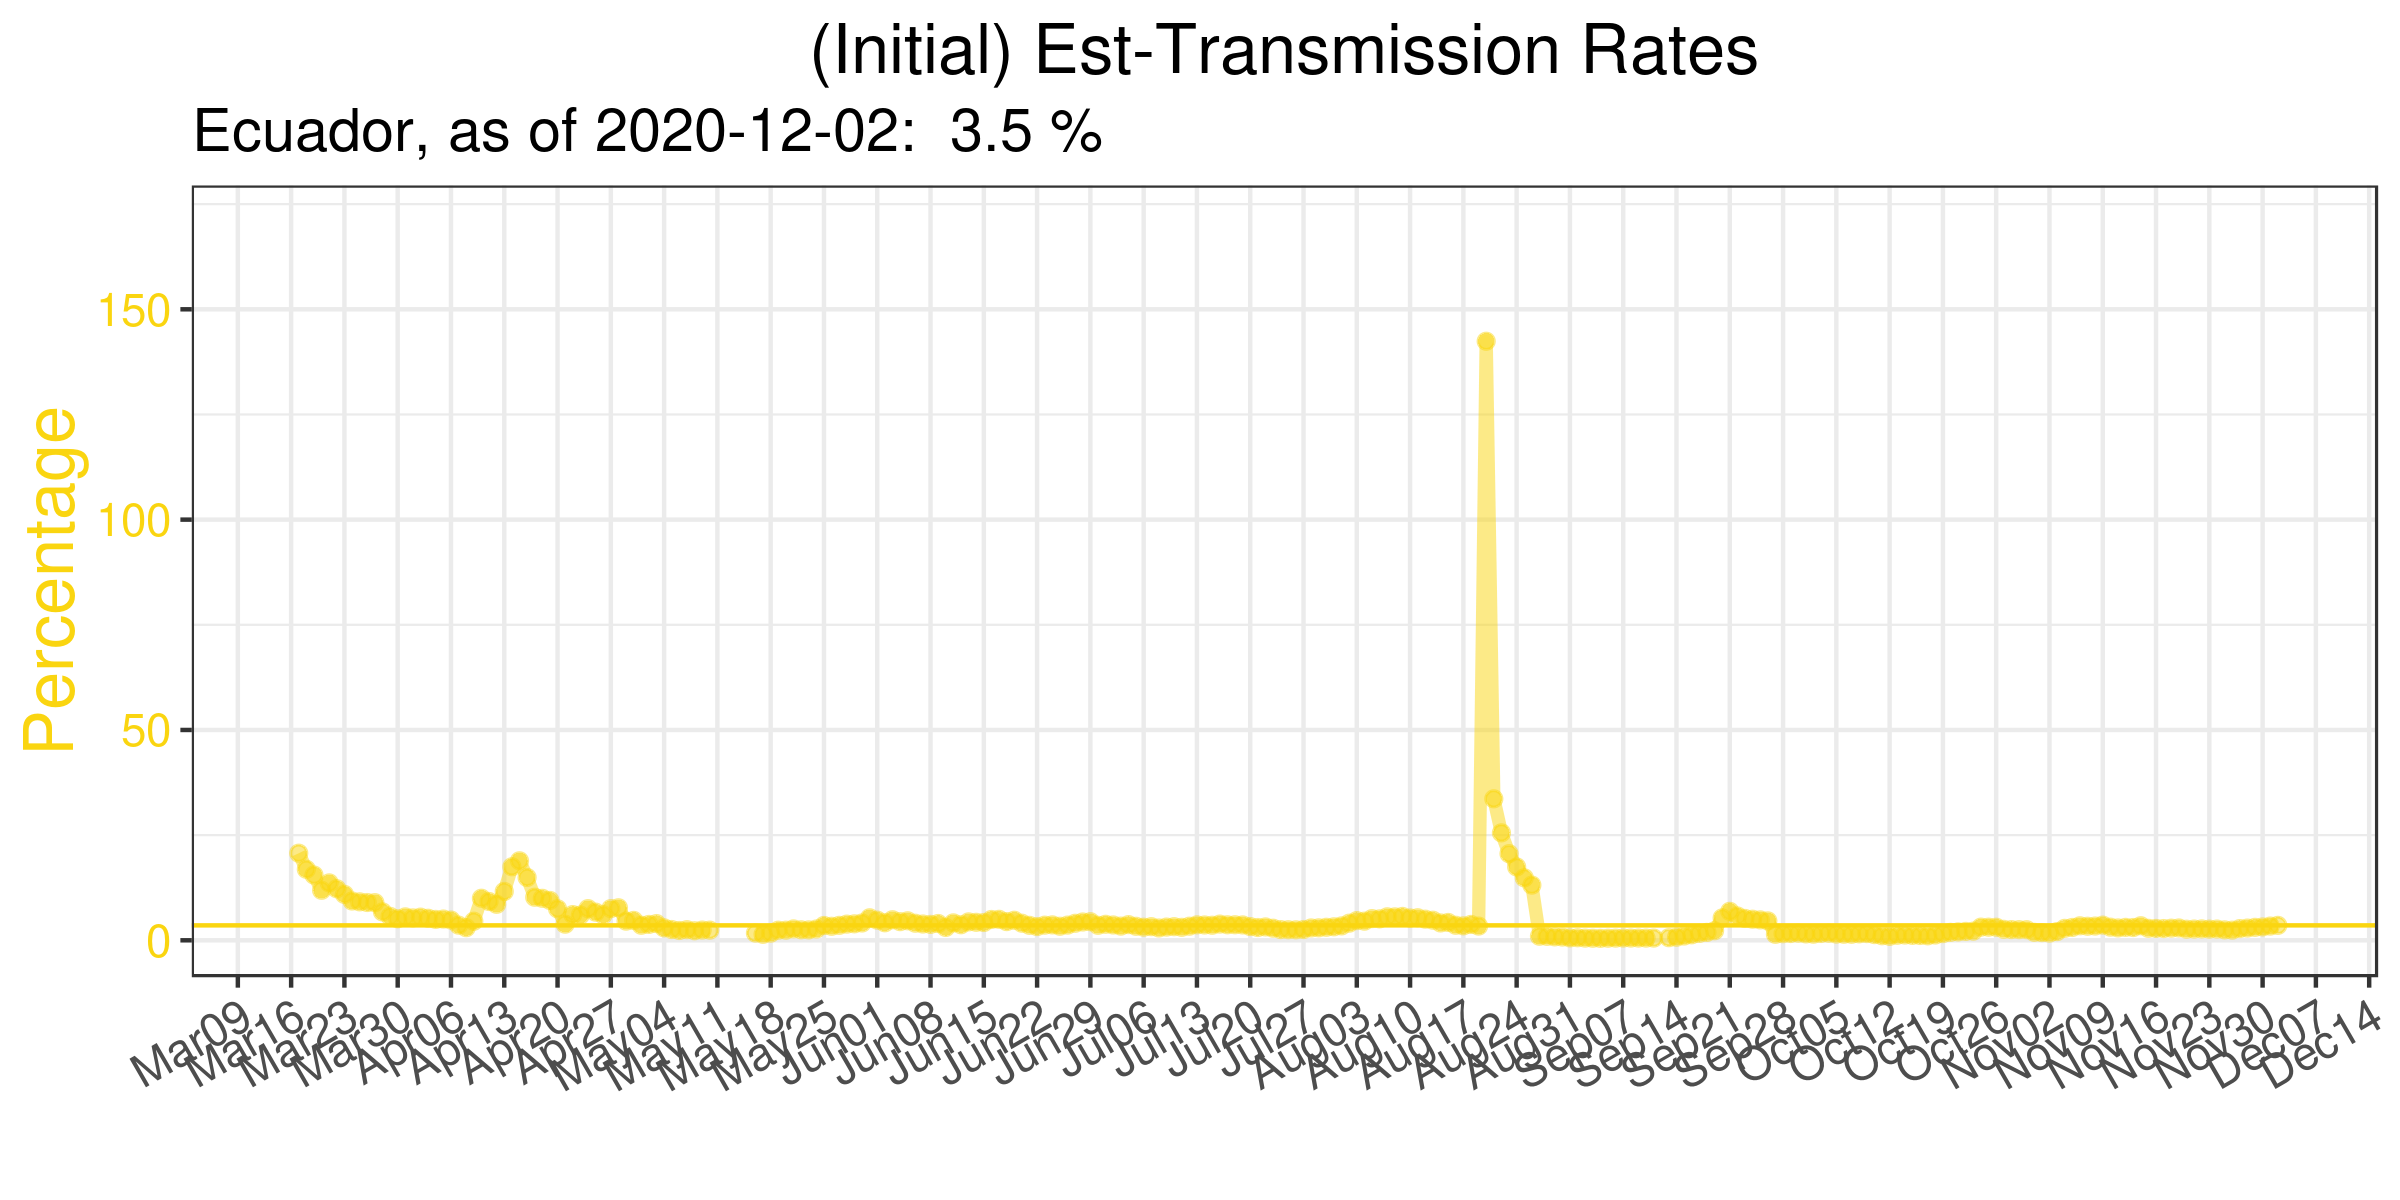 (Initial) Est-Transmission Rates
Ecuador, as of 2020-12-02:  3.5 %
Percentage
150
100
50
0
Mar09 Mar16 Mar23 Mar30 Apr06 Apr13 Apr20 Apr27 May04 May11 May18 May25 Jun01 Jun08 Jun15 Jun22 Jun29 Jul06 Jul13 Jul20 Jul27 Aug03 Aug10 Aug17 Aug24 Aug31 Sep07 Sep14 Sep21 Sep28 Oct05 Oct12 Oct19 Oct26 Nov02 Nov09 Nov16 Nov23 Nov30 Dec07 Dec14